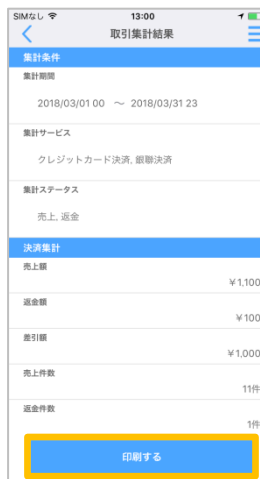 SIMなし 13:00
取引集計結果
集計条件
集計期間
2018/03/01 00 ～ 2018/03/31 23
集計サービス
クレジットカード決済, 銀聯決済
集計ステータス
売上, 返金
決済集計
売上額
￥1,100
返金額
￥100
差引額
￥1,000
売上件数
11件
返金件数
1件
印刷する